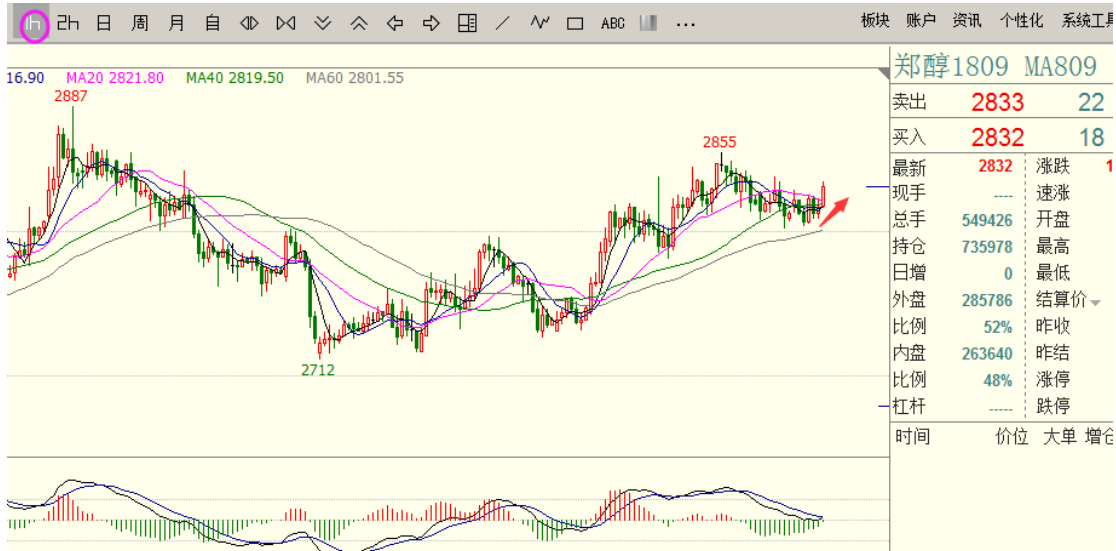 1h 2h 日 周 月 自 ABC ... 板块 账户 资讯 个性化 系统工具
16.90 MA20 2821.80 MA40 2819.50 MA60 2801.55
2887
2855
2712
郑醇1809 MA809
卖出 2833 22
买入 2832 18
最新 2832 涨跌 1
现手 ---- 速涨
总手 549426 开盘
持仓 735978 最高
日增 0 最低
外盘 285786 结算价
比例 52% 昨收
内盘 263640 昨结
比例 48% 涨停
杠杆 ----- 跌停
时间 价位 大单 增仓